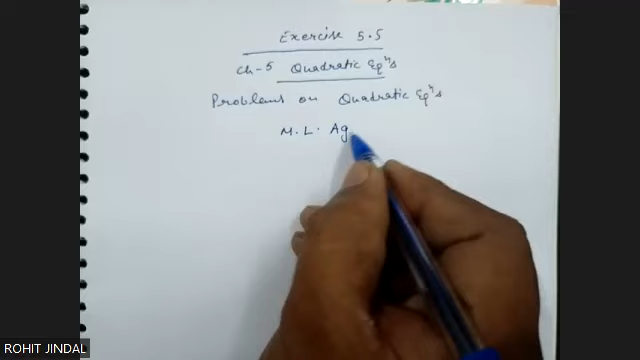 Exercise 5.5
Ch-5 Quadratic Eqⁿs
Problems on Quadratic Eqⁿs
M.L. Ag
ROHIT JINDAL